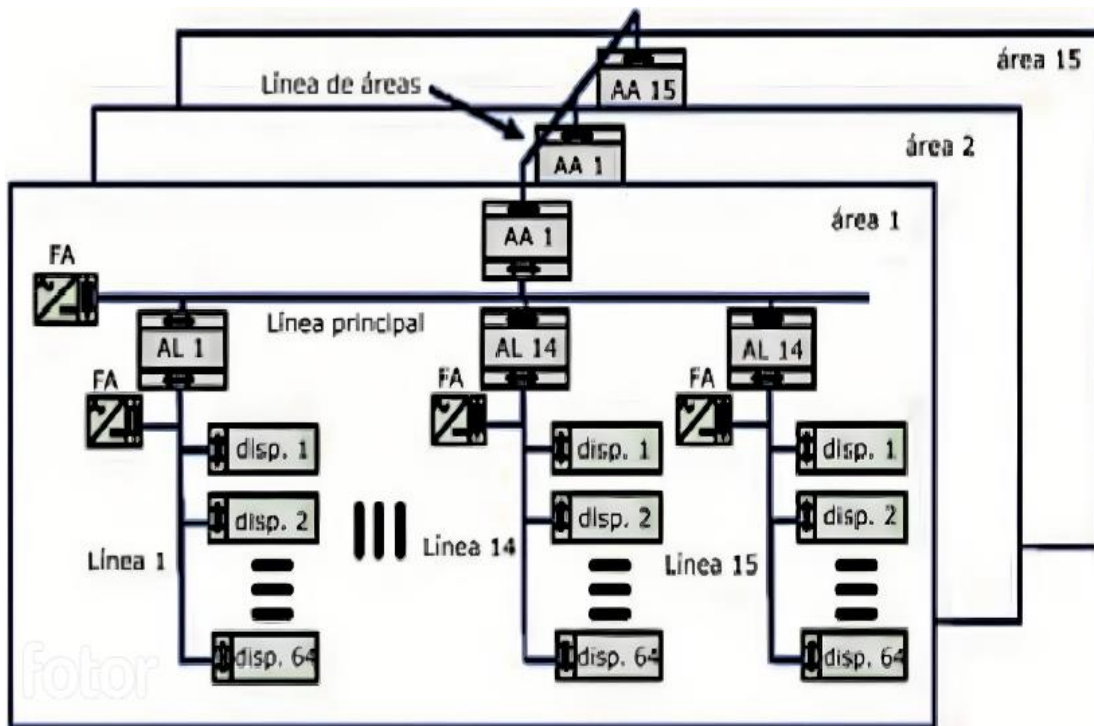 área 15
Línea de áreas
AA 15
área 2
AA 1
área 1
AA 1
FA
Línea principal
AL 1
AL 14
AL 14
FA
FA
FA
disp. 1
disp. 1
disp. 1
disp. 2
disp. 2
disp. 2
Línea 1
Línea 14
Línea 15
disp. 64
disp. 64
disp. 64
fotor